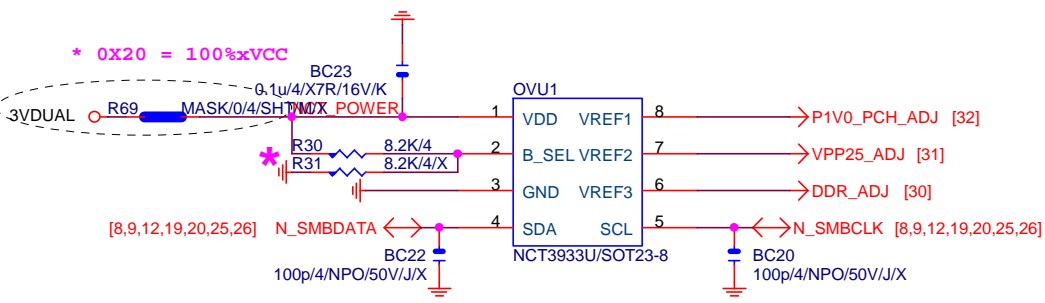 * 0X20 = 100%xVCC
BC23
0.1u/4/X7R/16V/K
OVU1
3VDUAL
R69
MASK/0/4/SHT/M/X
NCT_POWER
1
VDD
VREF1
8
P1V0_PCH_ADJ [32]
R30
8.2K/4
2
B_SEL
VREF2
7
VPP25_ADJ [31]
*
R31
8.2K/4/X
3
GND
VREF3
6
DDR_ADJ [30]
[8,9,12,19,20,25,26] N_SMBDATA
4
SDA
SCL
5
N_SMBCLK [8,9,12,19,20,25,26]
BC22
100p/4/NPO/50V/J/X
NCT3933U/SOT23-8
BC20
100p/4/NPO/50V/J/X